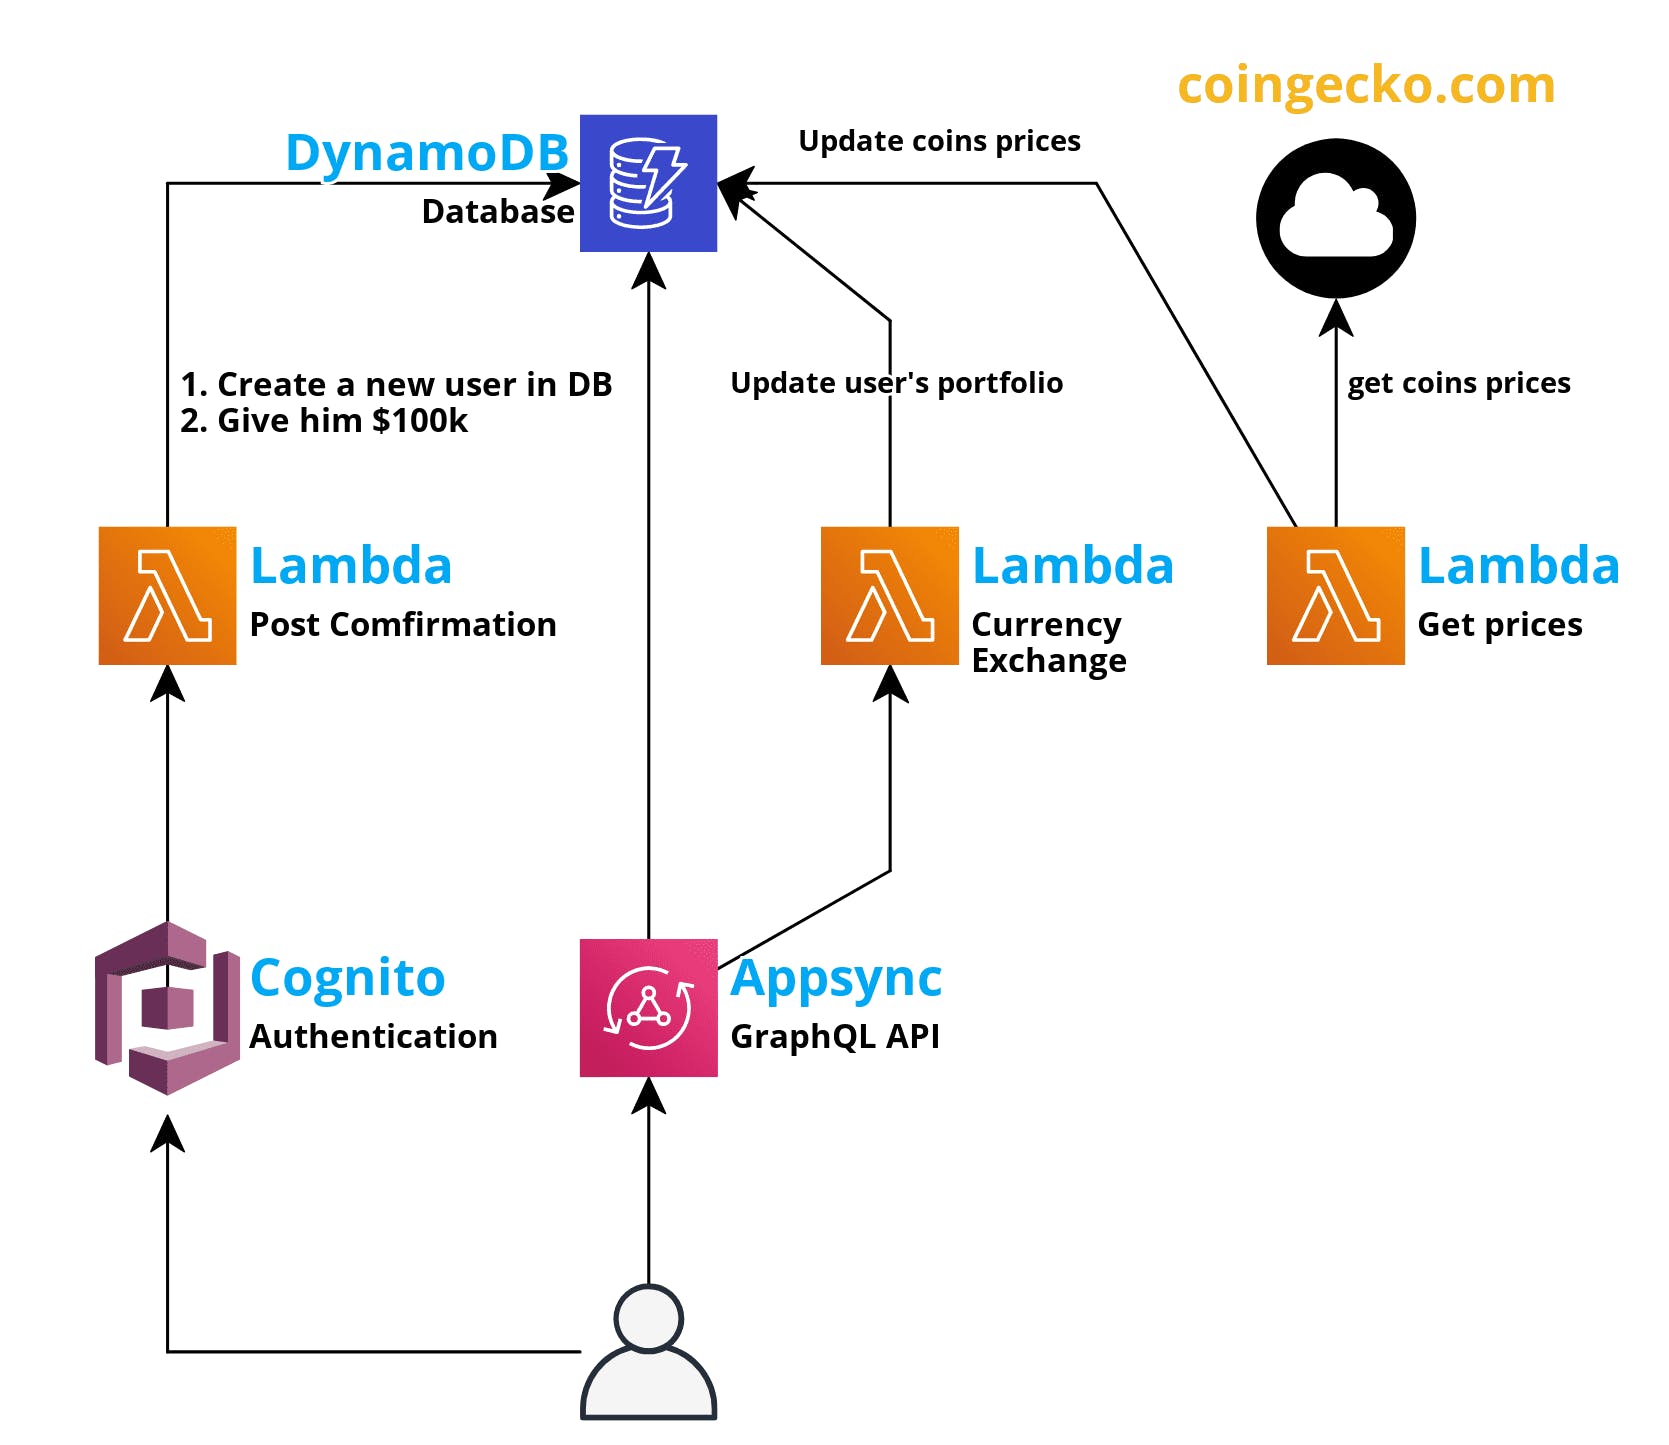 coingecko.com
DynamoDB
Database
Update coins prices
1. Create a new user in DB
2. Give him $100k
Update user's portfolio
get coins prices
Lambda
Post Comfirmation
Lambda
Currency
Exchange
Lambda
Get prices
Cognito
Authentication
Appsync
GraphQL API